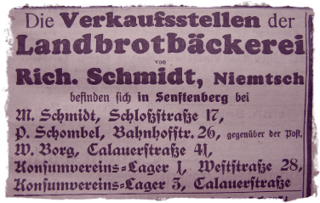 Die Verkaufsstellen der
Landbrotbäckerei
von
Rich. Schmidt, Niemtsch
befinden sich in Senftenberg bei
M. Schmidt, Schloßstraße 17,
P. Schombel, Bahnhofstr. 26, gegenüber der Post,
W. Borg, Calauerstraße 41,
Konsumvereins-Lager 1, Weststraße 28,
Konsumvereins-Lager 3, Calauerstraße